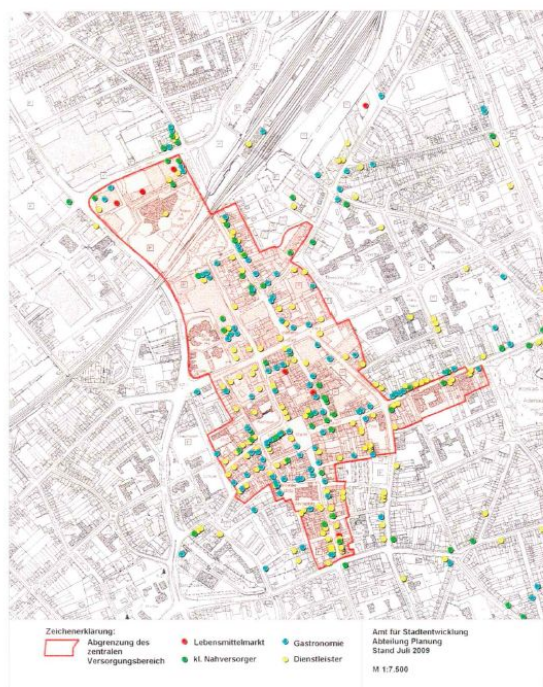 Zeichenerklärung:
Abgrenzung des
zentralen
Versorgungsbereich
Lebensmittelmarkt
kl. Nahversorger
Gastronomie
Dienstleister
Amt für Stadtentwicklung
Abteilung Planung
Stand Juli 2009
M 1:7.500